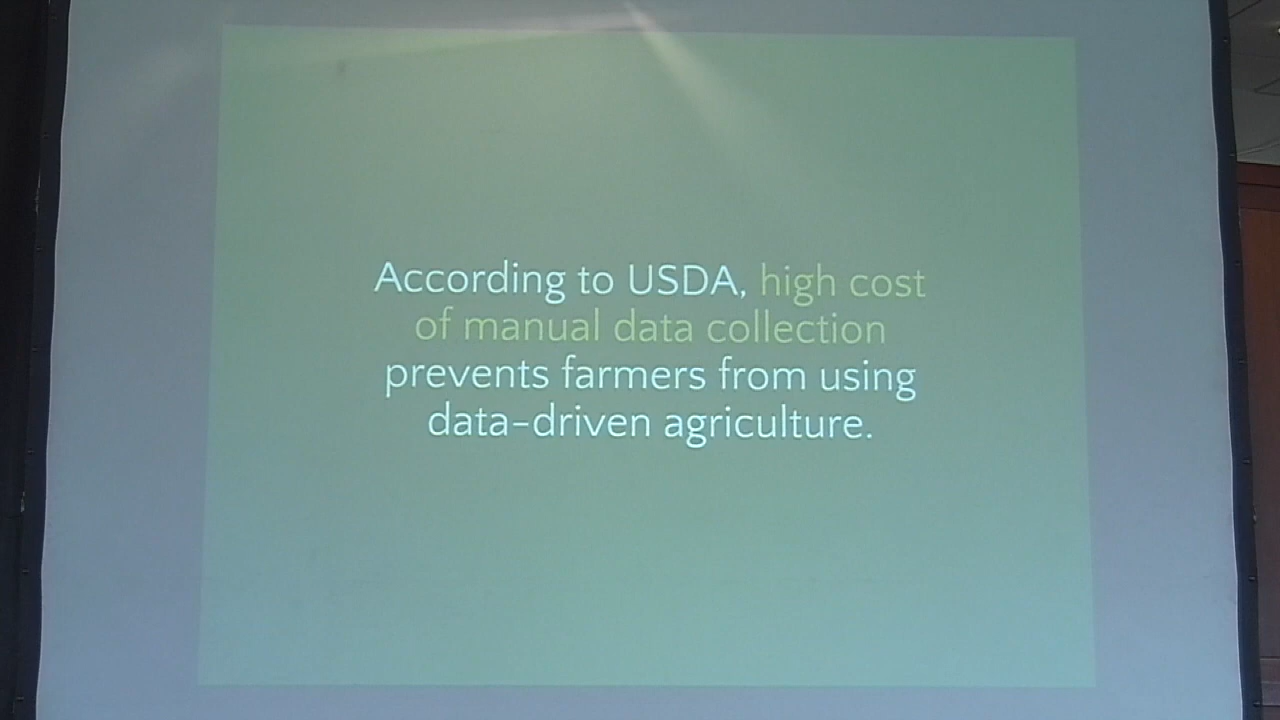 According to USDA, high cost
of manual data collection
prevents farmers from using
data-driven agriculture.